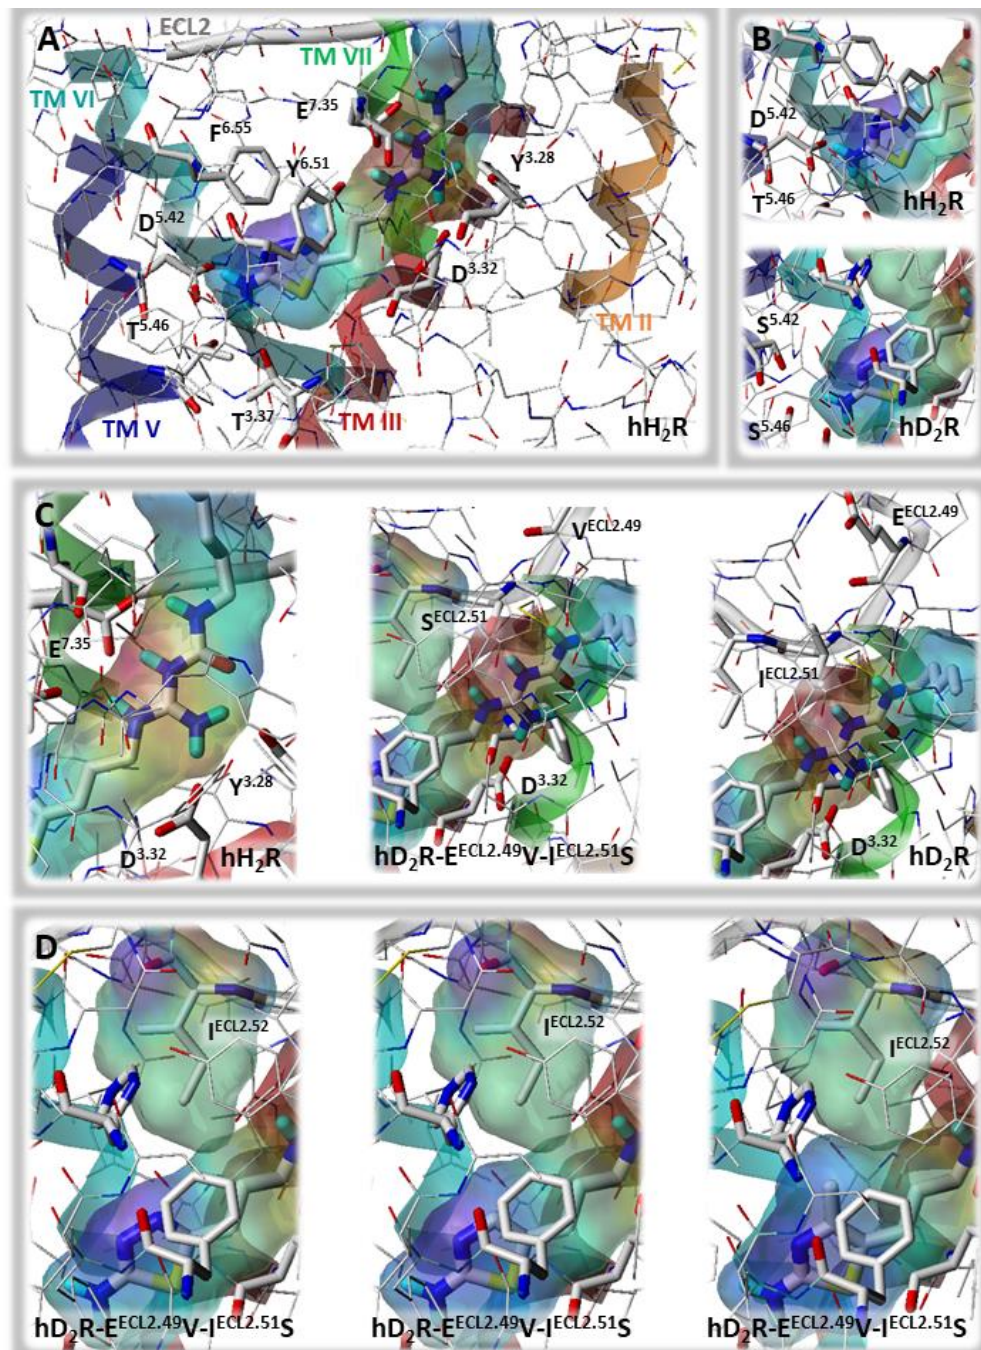 A
ECL2
TM VII
TM VI
E7.35
F6.55
Y6.51
Y3.28
D5.42
D3.32
T5.46
TM II
T3.37
TM III
TM V
hH2R
B
D5.42
T5.46
hH2R
S5.42
S5.46
hD2R
C
E7.35
Y3.28
D3.32
hH2R
VECL2.49
SECL2.51
D3.32
hD2R-EECL2.49V-IECL2.51S
EECL2.49
IECL2.51
D3.32
hD2R
D
IECL2.52
hD2R-EECL2.49V-IECL2.51S
IECL2.52
hD2R-EECL2.49V-IECL2.51S
IECL2.52
hD2R-EECL2.49V-IECL2.51S